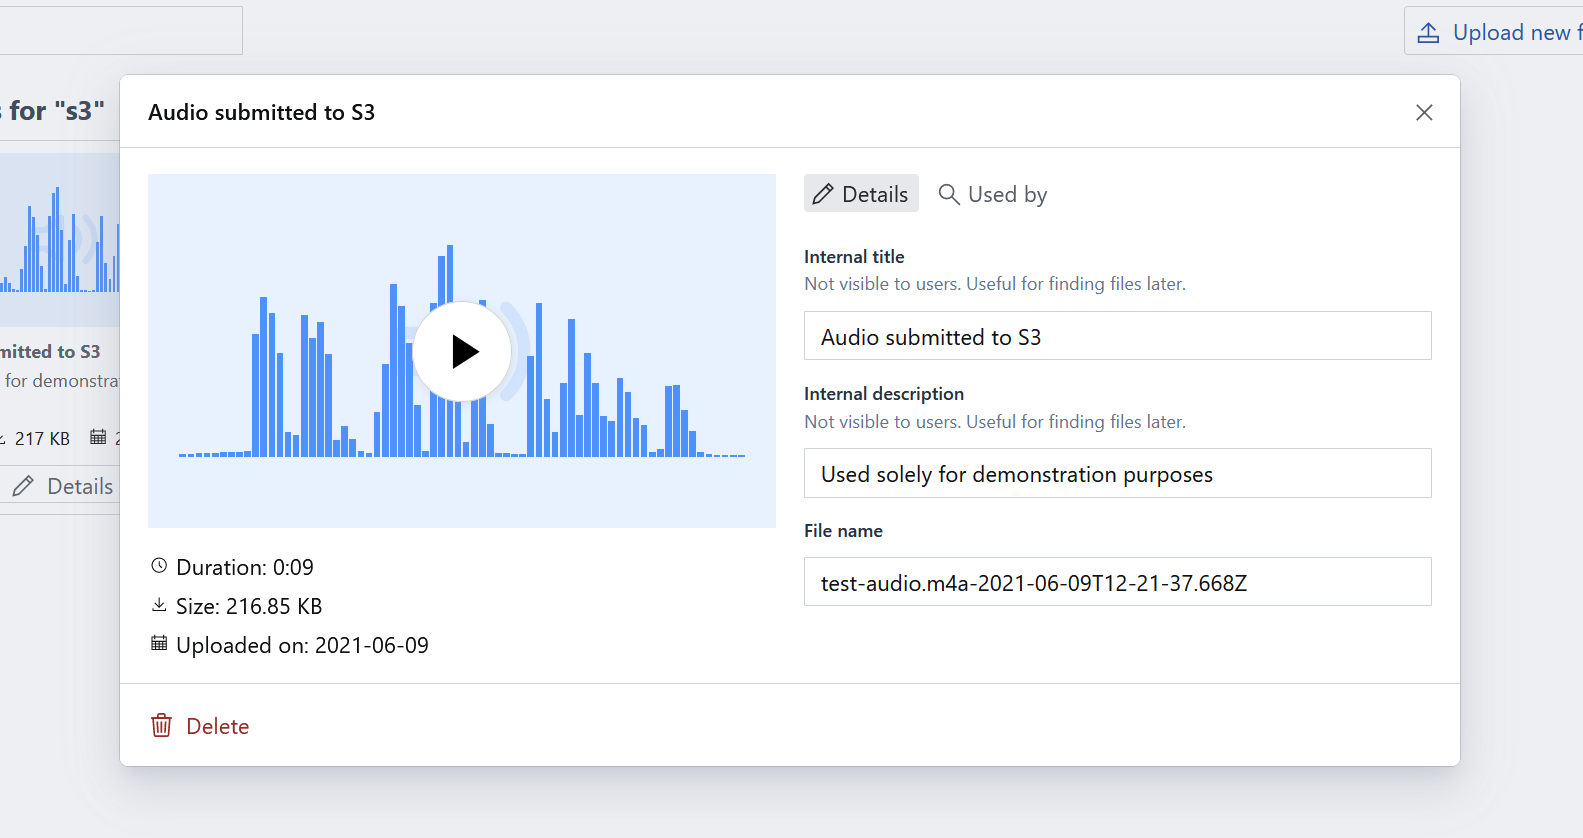 Upload new
for "s3"
Audio submitted to S3
Details
Used by
Internal title
Not visible to users. Useful for finding files later.
Audio submitted to S3
Internal description
Not visible to users. Useful for finding files later.
Used solely for demonstration purposes
File name
test-audio.m4a-2021-06-09T12-21-37.668Z
Duration: 0:09
Size: 216.85 KB
Uploaded on: 2021-06-09
Delete
to S3
for
217 KB
Details